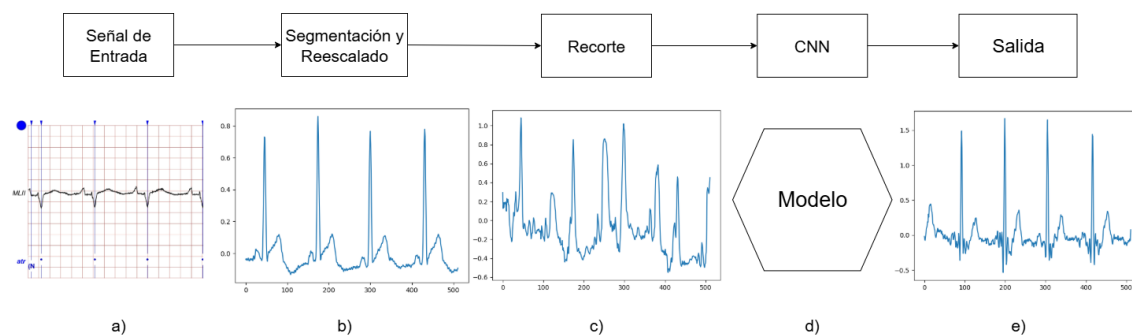 Señal de
Entrada
Segmentación y
Reescalado
Recorte
CNN
Salida
MLII
atr
(N
0.8
0.6
0.4
0.2
0.0
0
100
200
300
400
500
1.0
0.8
0.6
0.4
0.2
0.0
-0.2
-0.4
-0.6
0
100
200
300
400
500
Modelo
1.5
1.0
0.5
0.0
-0.5
0
100
200
300
400
500
a)
b)
c)
d)
e)